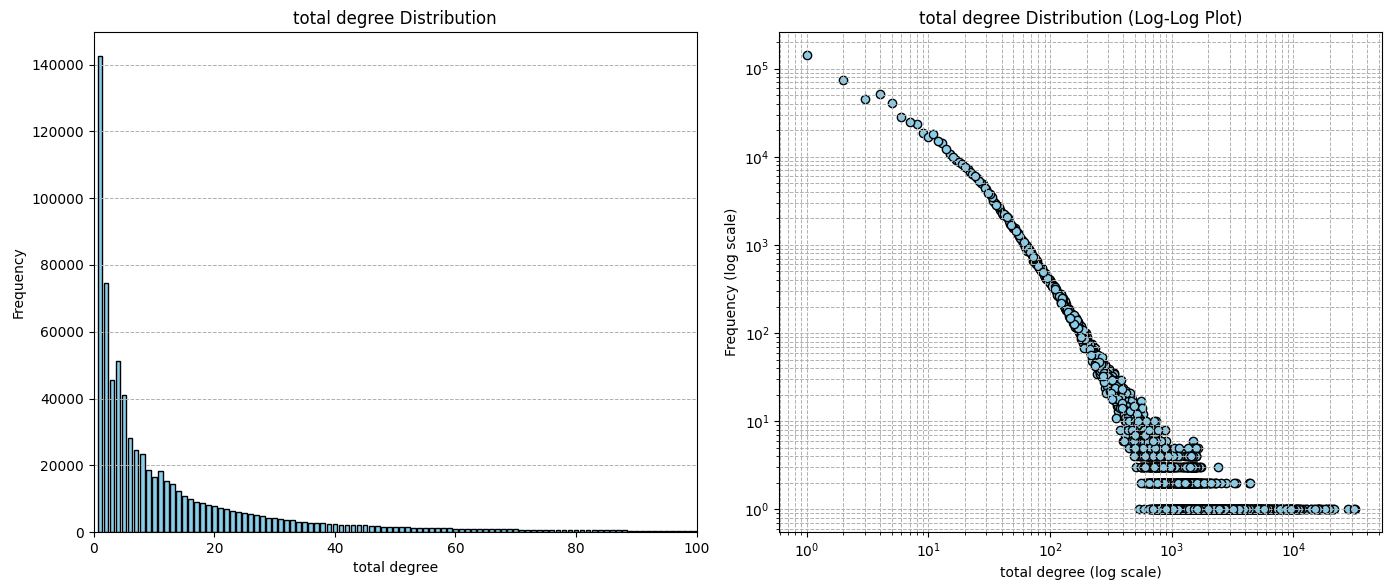 total degree Distribution
140000
120000
100000
80000
60000
40000
20000
0
Frequency
0 20 40 60 80 100
total degree
total degree Distribution (Log-Log Plot)
10^5
10^4
10^3
10^2
10^1
10^0
Frequency (log scale)
10^0 10^1 10^2 10^3 10^4
total degree (log scale)